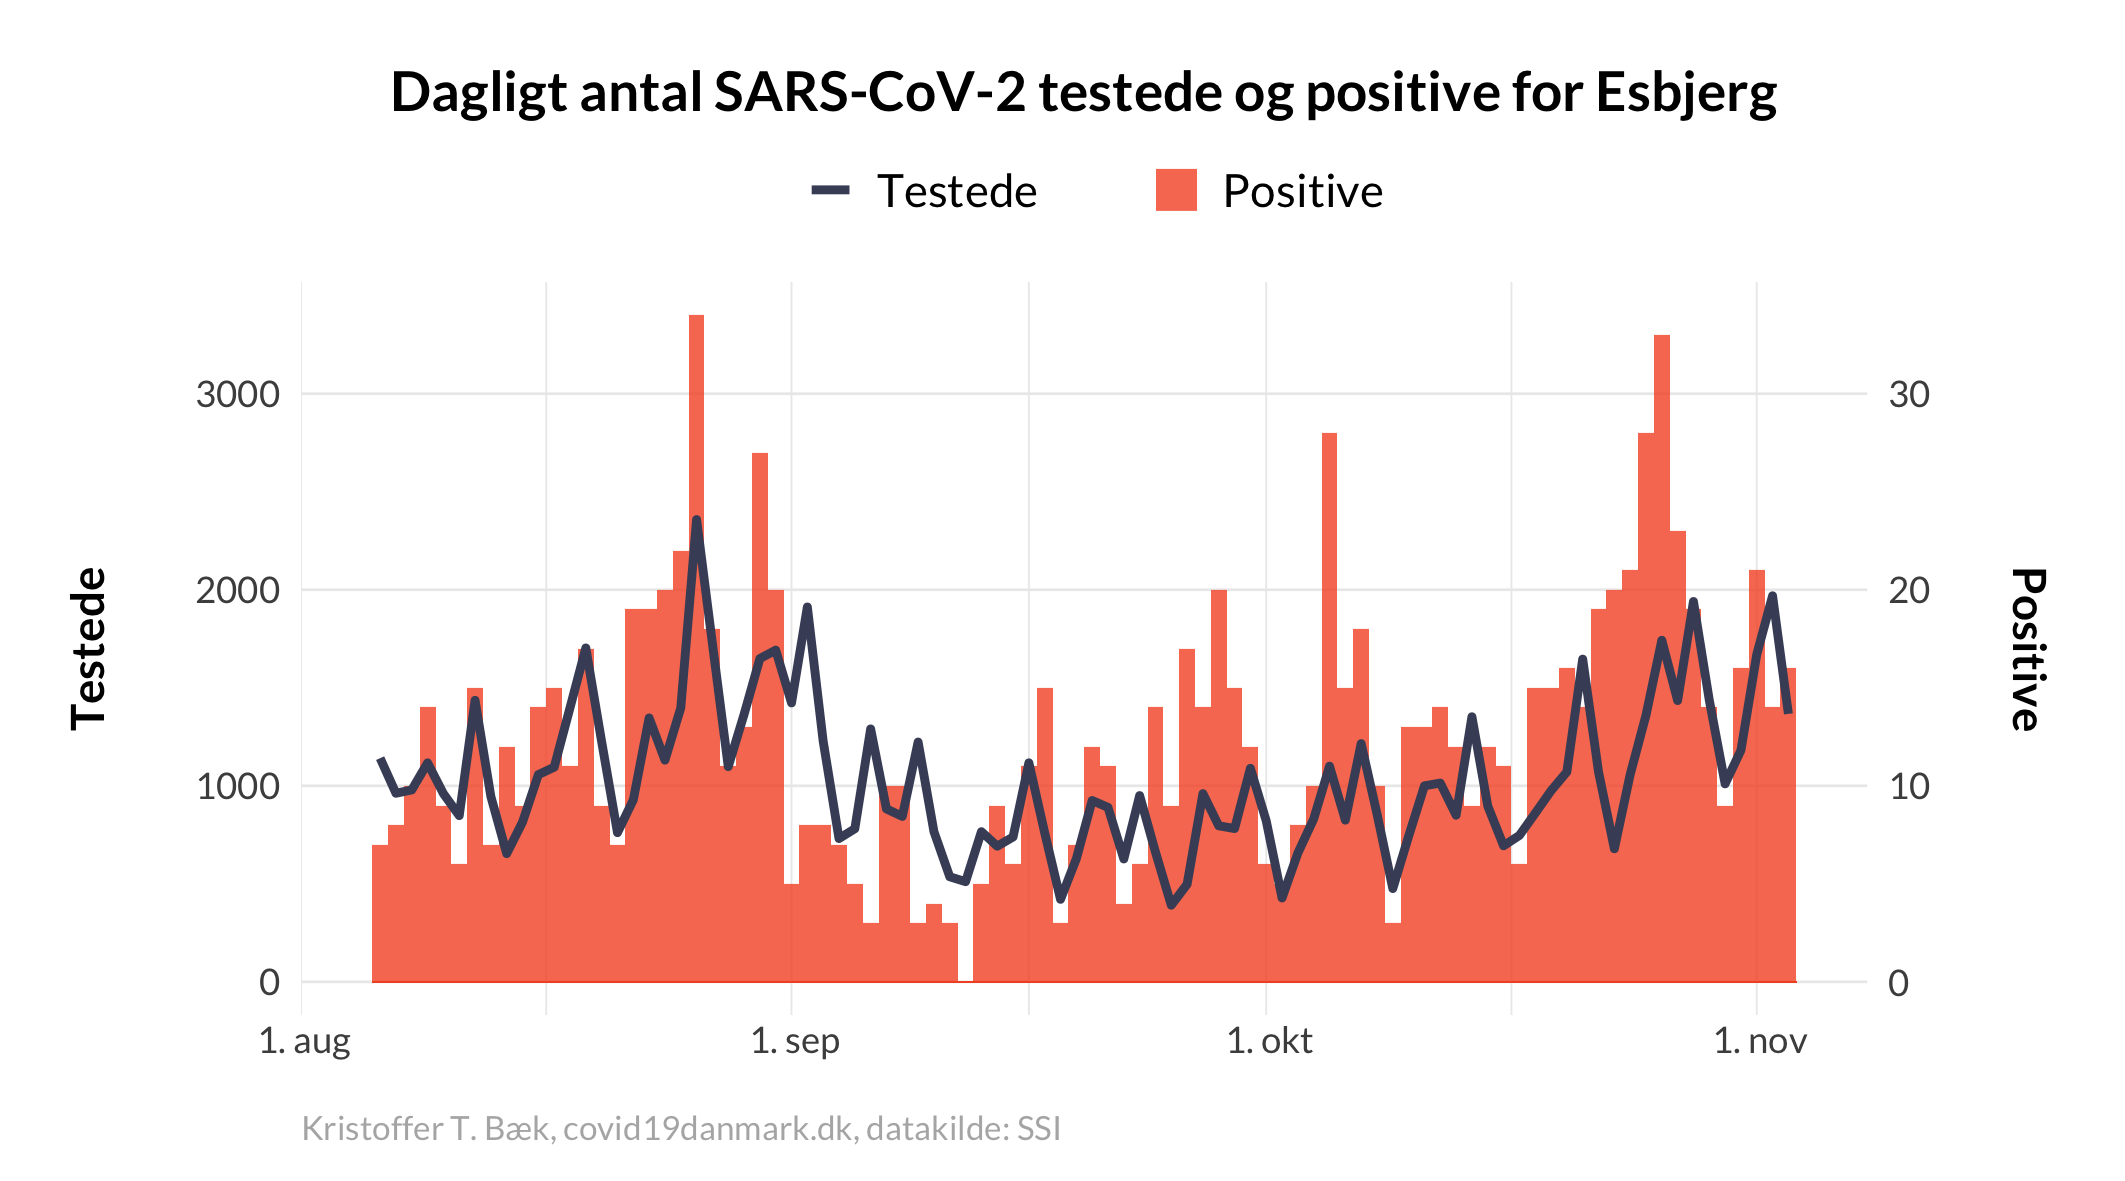 Dagligt antal SARS-CoV-2 testede og positive for Esbjerg
Testede Positive
Testede
3000
2000
1000
0
30
20
10
0
Positive
1. aug 1. sep 1. okt 1. nov
Kristoffer T. Bæk, covid19danmark.dk, datakilde: SSI